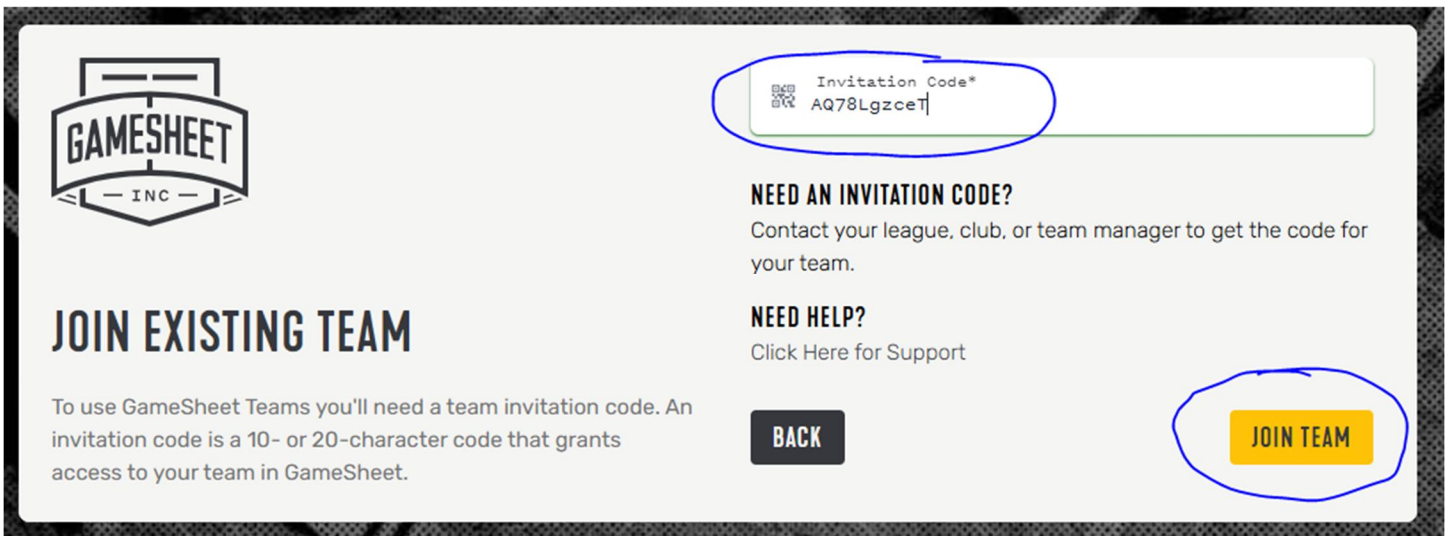 GAMESHEET
INC
JOIN EXISTING TEAM
To use GameSheet Teams you'll need a team invitation code. An
invitation code is a 10- or 20-character code that grants
access to your team in GameSheet.
Invitation Code*
AQ78LgzceT
NEED AN INVITATION CODE?
Contact your league, club, or team manager to get the code for
your team.
NEED HELP?
Click Here for Support
BACK
JOIN TEAM